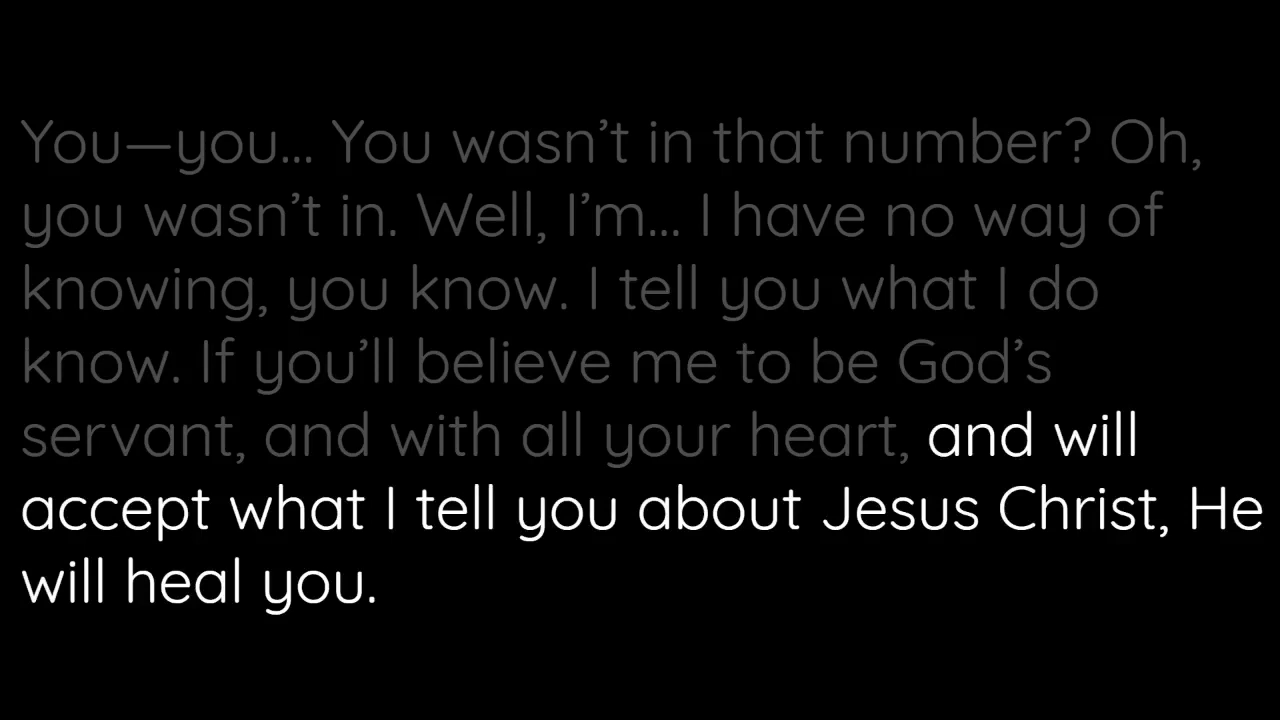 You—you... You wasn’t in that number? Oh,
you wasn’t in. Well, I’m... I have no way of
knowing, you know. I tell you what I do
know. If you’ll believe me to be God’s
servant, and with all your heart, and will
accept what I tell you about Jesus Christ, He
will heal you.